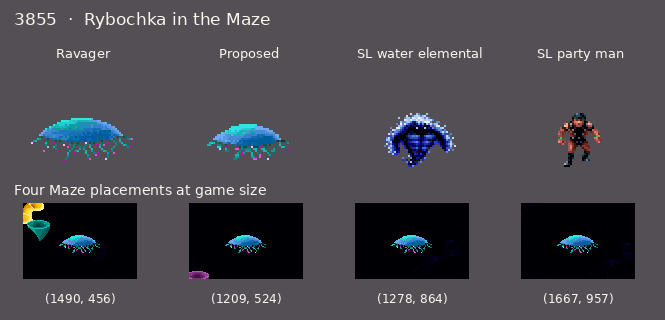 3855 · Rybochka in the Maze
Ravager Proposed SL water elemental SL party man
Four Maze placements at game size
(1490, 456) (1209, 524) (1278, 864) (1667, 957)